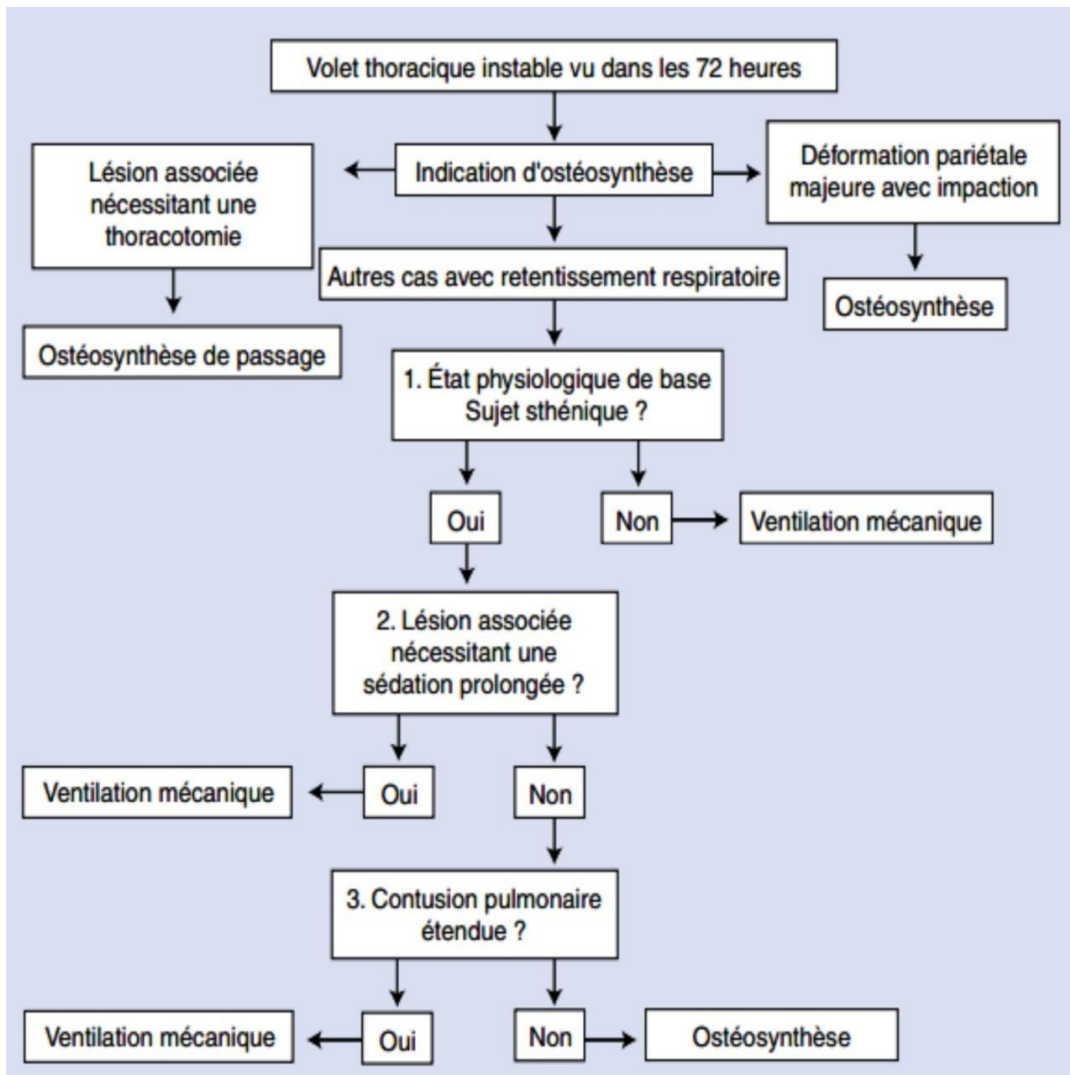 Volet thoracique instable vu dans les 72 heures
Lésion associée
nécessitant une
thoracotomie
Indication d'ostéosynthèse
Déformation pariétale
majeure avec impaction
Autres cas avec retentissement respiratoire
Ostéosynthèse
Ostéosynthèse de passage
1. État physiologique de base
Sujet sthénique ?
Oui
Non
Ventilation mécanique
2. Lésion associée
nécessitant une
sédation prolongée ?
Ventilation mécanique
Oui
Non
3. Contusion pulmonaire
étendue ?
Ventilation mécanique
Oui
Non
Ostéosynthèse